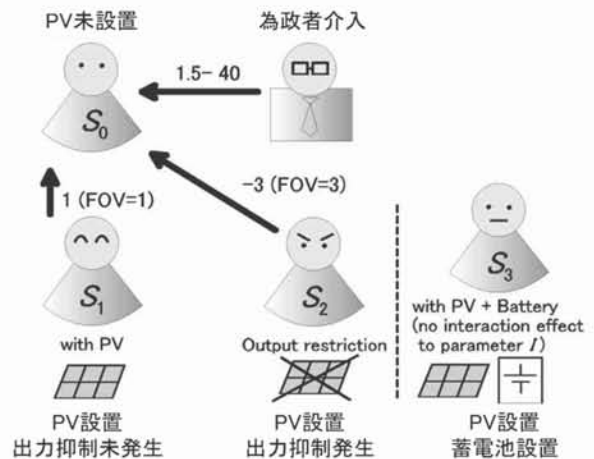 PV未設置
為政者介入
1.5– 40
S0
1 (FOV=1)
–3 (FOV=3)
S1
S2
S3
with PV
Output restriction
with PV + Battery
(no interaction effect
to parameter I)
PV設置
出力抑制未発生
PV設置
出力抑制発生
PV設置
蓄電池設置